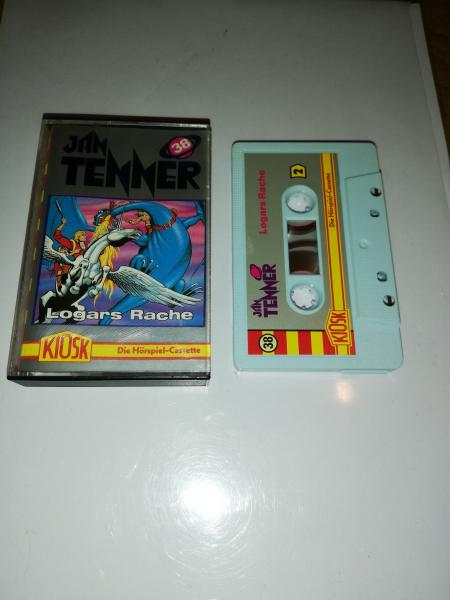 JAN
TENNER
38
Logars Rache
KIOSK
Die Hörspiel-Cassette
38
JAN
TENNER
Logars Rache
2
KIOSK
Die Hörspiel-Cassette